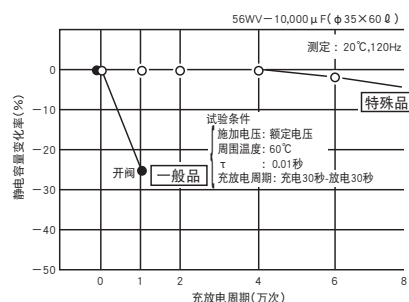 56WV−10,000μF(φ35×60ℓ)
测定：20℃,120Hz
静电容量变化率(%)
0
−10
−20
−30
−40
−50
特殊品
试验条件
施加电压：额定电压
周围温度：60℃
τ ：0.01秒
充放电周期：充电30秒-放电30秒
开阀
一般品
0 1 2 4 6 8
充放电周期(万次)